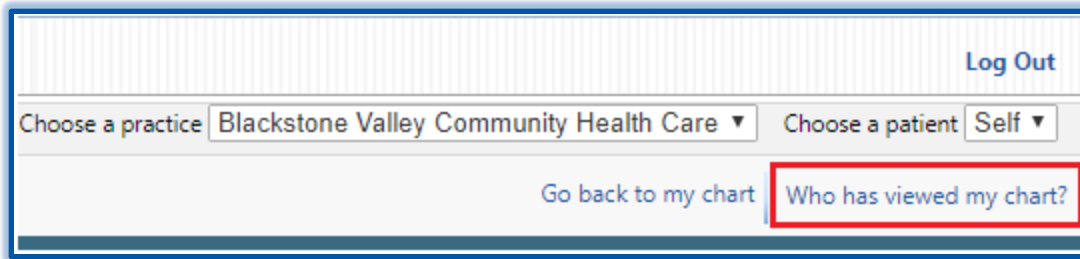 Log Out
Choose a practice Blackstone Valley Community Health Care ▼ Choose a patient Self ▼
Go back to my chart Who has viewed my chart?